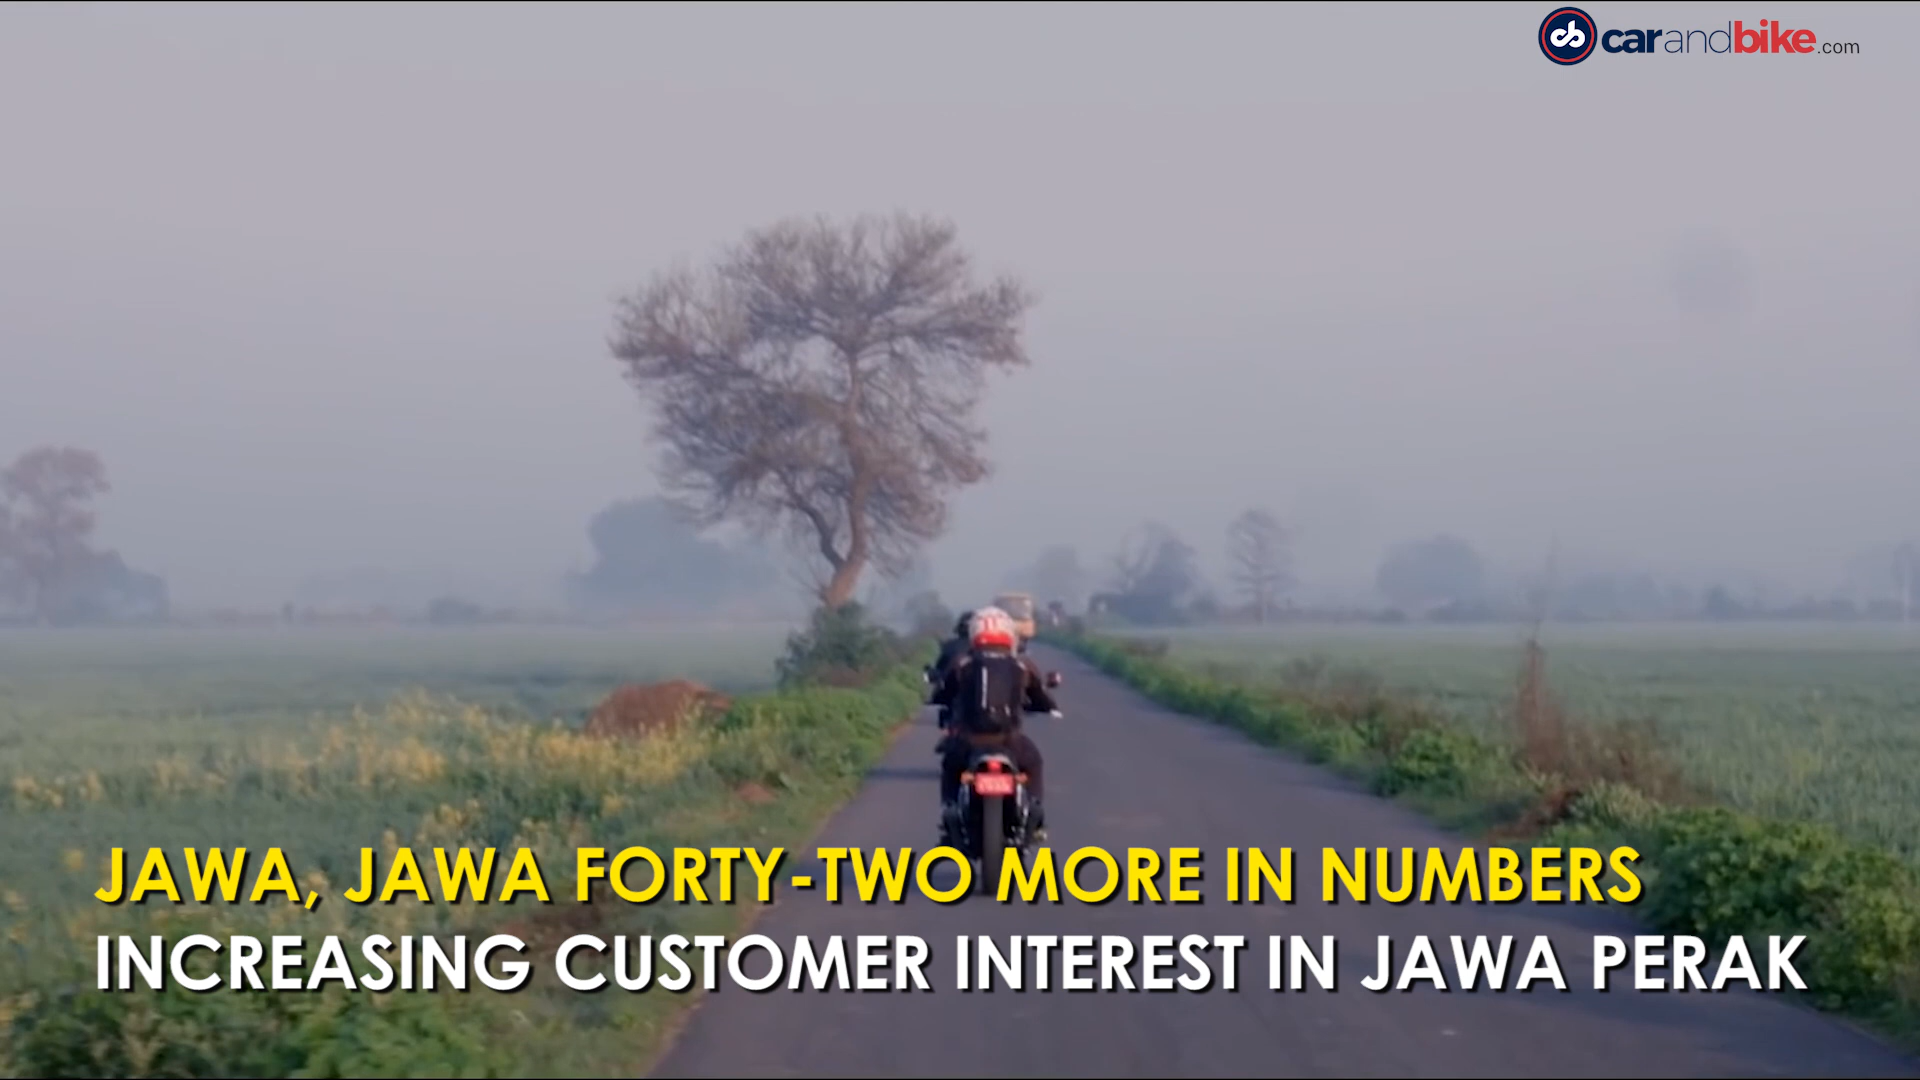 carandbike.com
JAWA, JAWA FORTY-TWO MORE IN NUMBERS
INCREASING CUSTOMER INTEREST IN JAWA PERAK